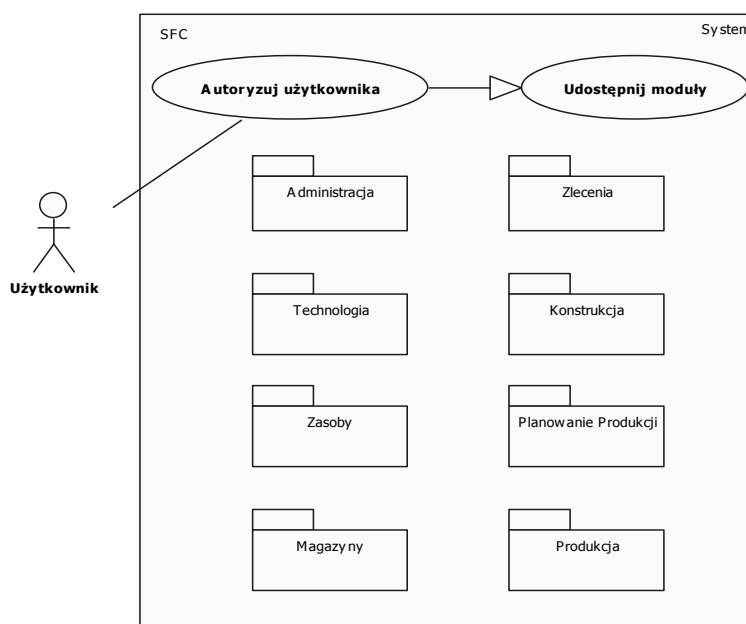 SFC
System
Autoryzuj użytkownika
Udostępnij moduły
Administracja
Zlecenia
Użytkownik
Technologia
Konstrukcja
Zasoby
Planowanie Produkcji
Magazyny
Produkcja